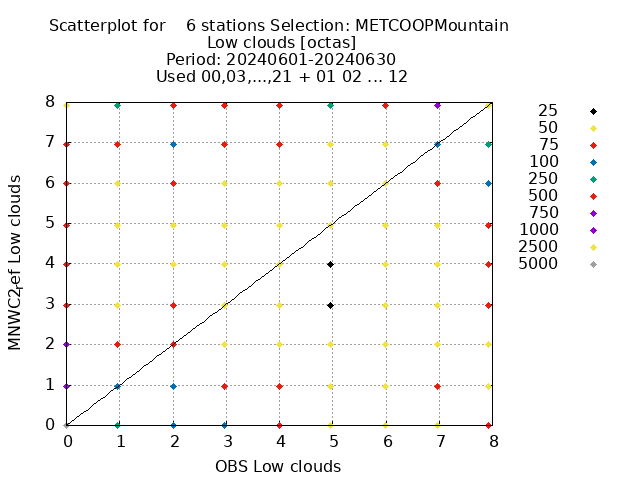 Scatterplot for 6 stations Selection: METCOOPMountain
Low clouds [octas]
Period: 20240601-20240630
Used 00,03,...,21 + 01 02 ... 12
8
7
6
5
4
3
2
1
0
0 1 2 3 4 5 6 7 8
OBS Low clouds
Low clouds
25
50
75
100
250
500
750
1000
2500
5000